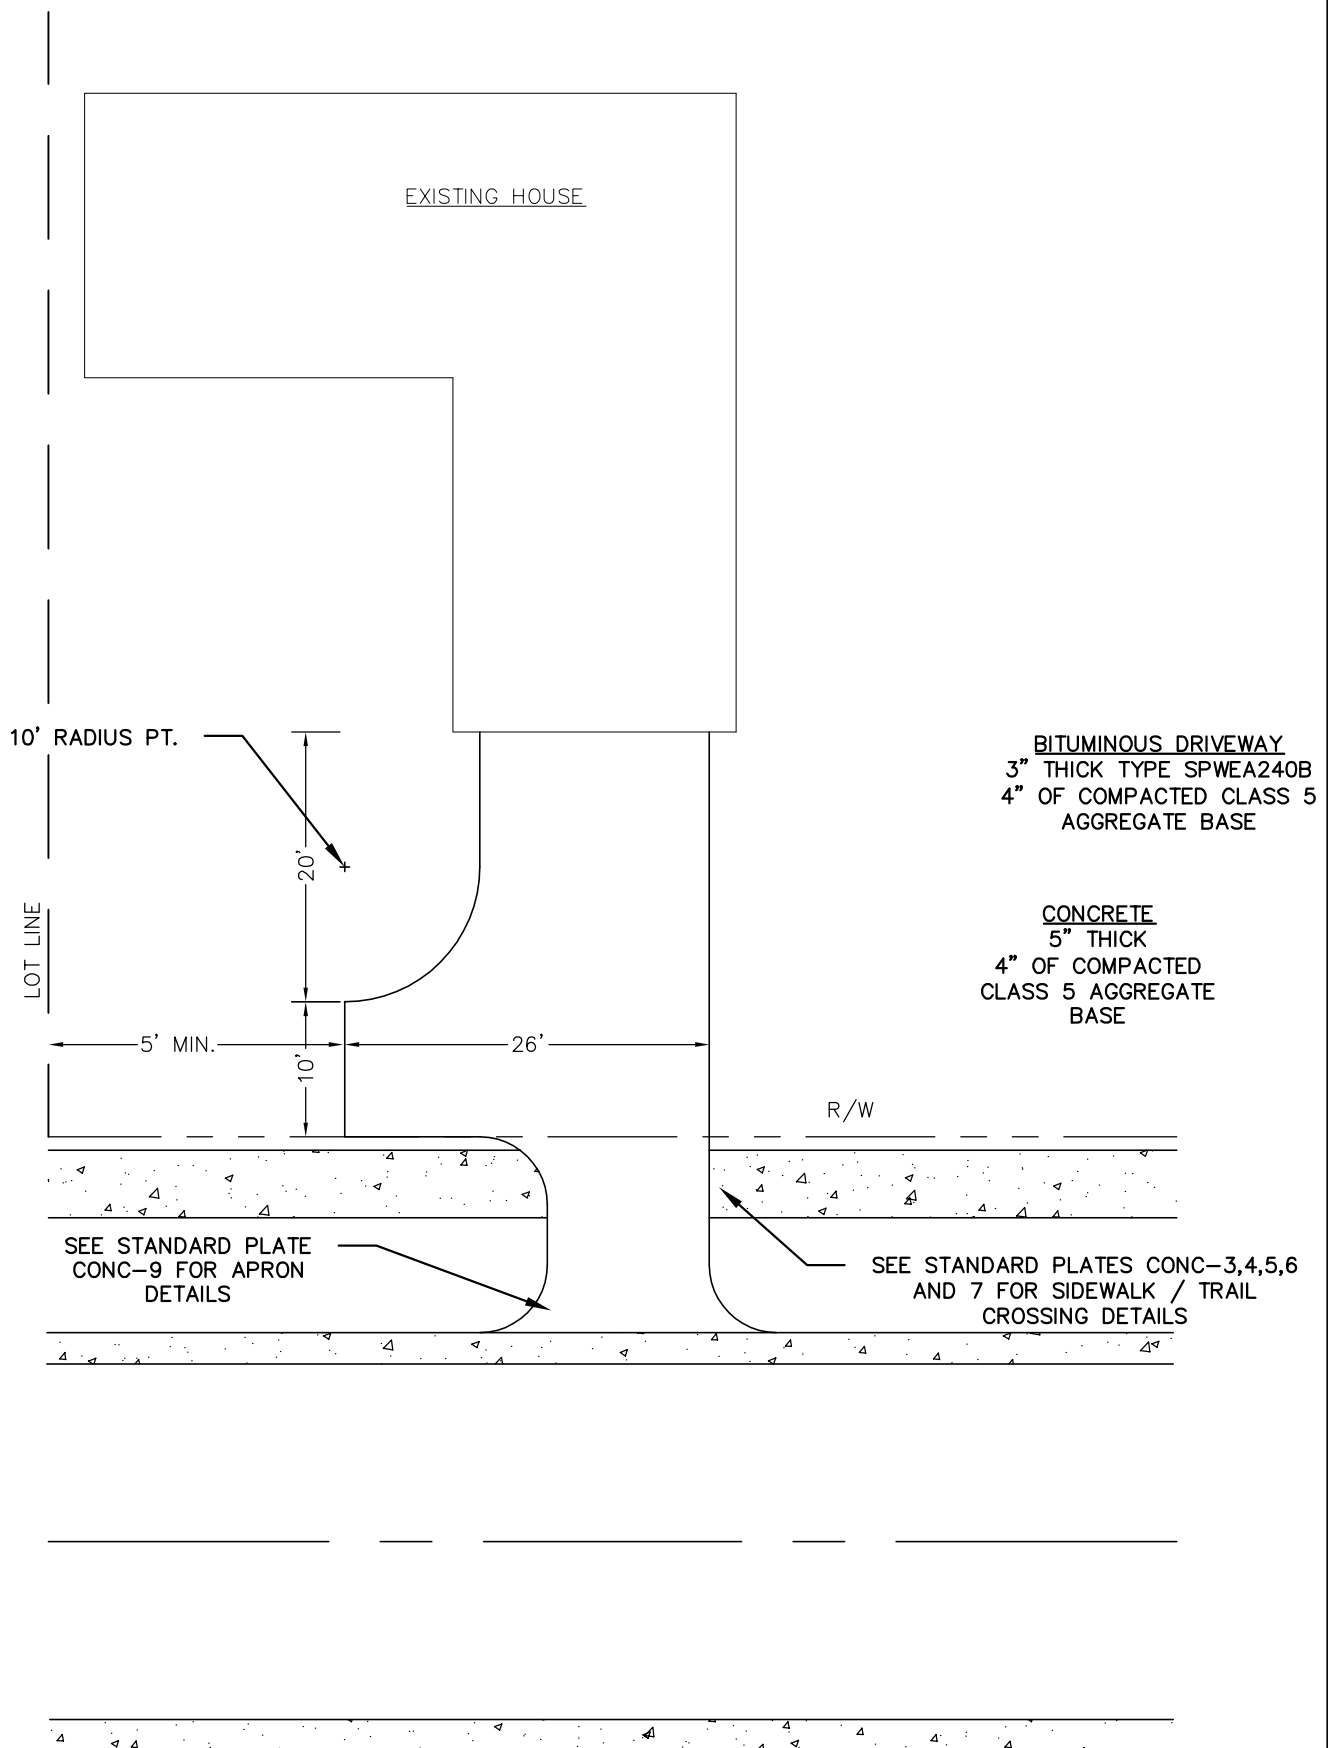 EXISTING HOUSE
10' RADIUS PT.
20'
BITUMINOUS DRIVEWAY
3" THICK TYPE SPWEA240B
4" OF COMPACTED CLASS 5
AGGREGATE BASE
LOT LINE
CONCRETE
5" THICK
4" OF COMPACTED
CLASS 5 AGGREGATE
BASE
5' MIN.
10'
26'
R/W
SEE STANDARD PLATE
CONC-9 FOR APRON
DETAILS
SEE STANDARD PLATES CONC-3,4,5,6
AND 7 FOR SIDEWALK / TRAIL
CROSSING DETAILS